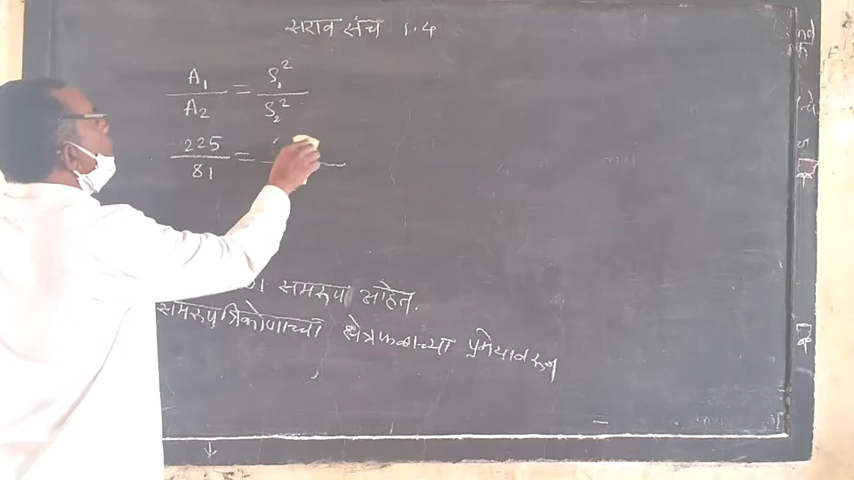 सराव संच 1.4
A₁/A₂ = S₁²/S₂²
225/81 =
समरूप आहेत.
समरूप त्रिकोणाच्या क्षेत्रफळाच्या प्रमेयावरून